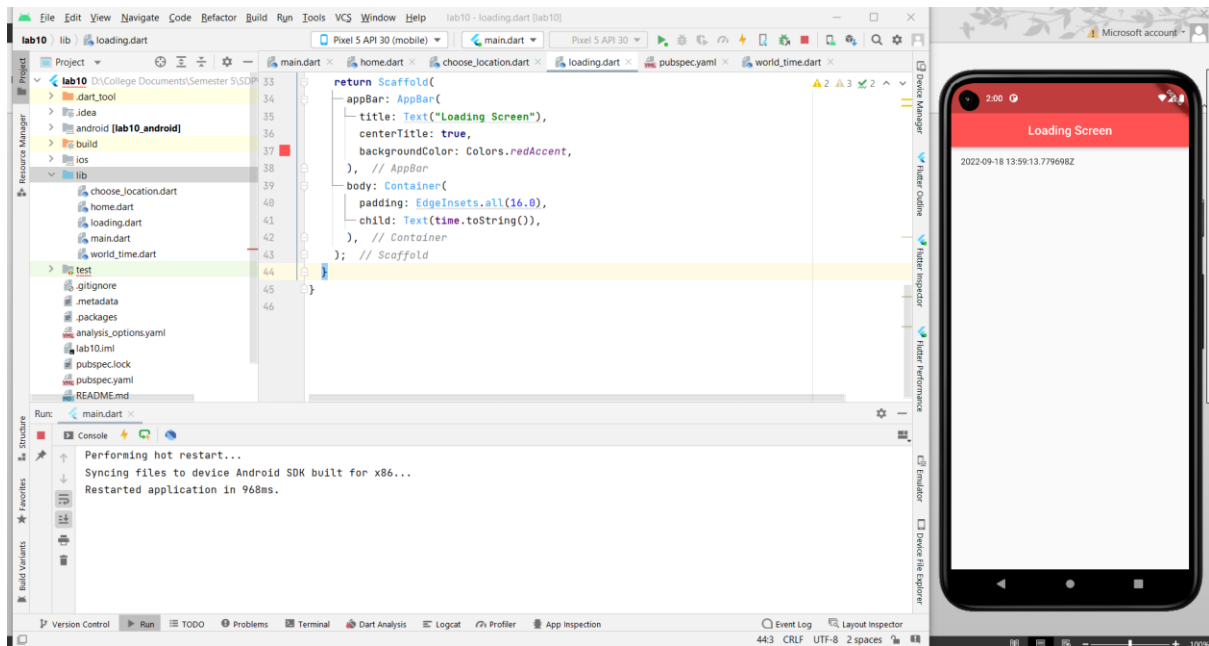 File Edit View Navigate Code Refactor Build Run Tools VCS Window Help lab10 - loading.dart [lab10]
Microsoft account
lab10 lib loading.dart Pixel 5 API 30 (mobile) main.dart Pixel 5 API 30
Project main.dart home.dart choose_location.dart loading.dart pubspec.yaml world_time.dart
lab10 D:\College Documents\Semester 5\SDP
.dart_tool
.idea
android [lab10_android]
build
ios
lib
choose_location.dart
home.dart
loading.dart
main.dart
world_time.dart
test
.gitignore
.metadata
.packages
analysis_options.yaml
lab10.iml
pubspec.lock
pubspec.yaml
README.md
33 return Scaffold(
34 appBar: AppBar(
35 title: Text("Loading Screen"),
36 centerTitle: true,
37 backgroundColor: Colors.redAccent,
38 ), // AppBar
39 body: Container(
40 padding: EdgeInsets.all(16.0),
41 child: Text(time.toString()),
42 ), // Container
43 ); // Scaffold
44 }
45 }
46
2 3 2
Project
Resource Manager
Structure
Favorites
Build Variants
Device Manager
Flutter Outline
Flutter Inspector
Flutter Performance
Emulator
Device File Explorer
Run: main.dart
Console
Performing hot restart...
Syncing files to device Android SDK built for x86...
Restarted application in 968ms.
Version Control Run TODO Problems Terminal Dart Analysis Logcat Profiler App Inspection Event Log Layout Inspector
44:3 CRLF UTF-8 2 spaces
2:00
Loading Screen
2022-09-18 13:59:13.779698Z
100%